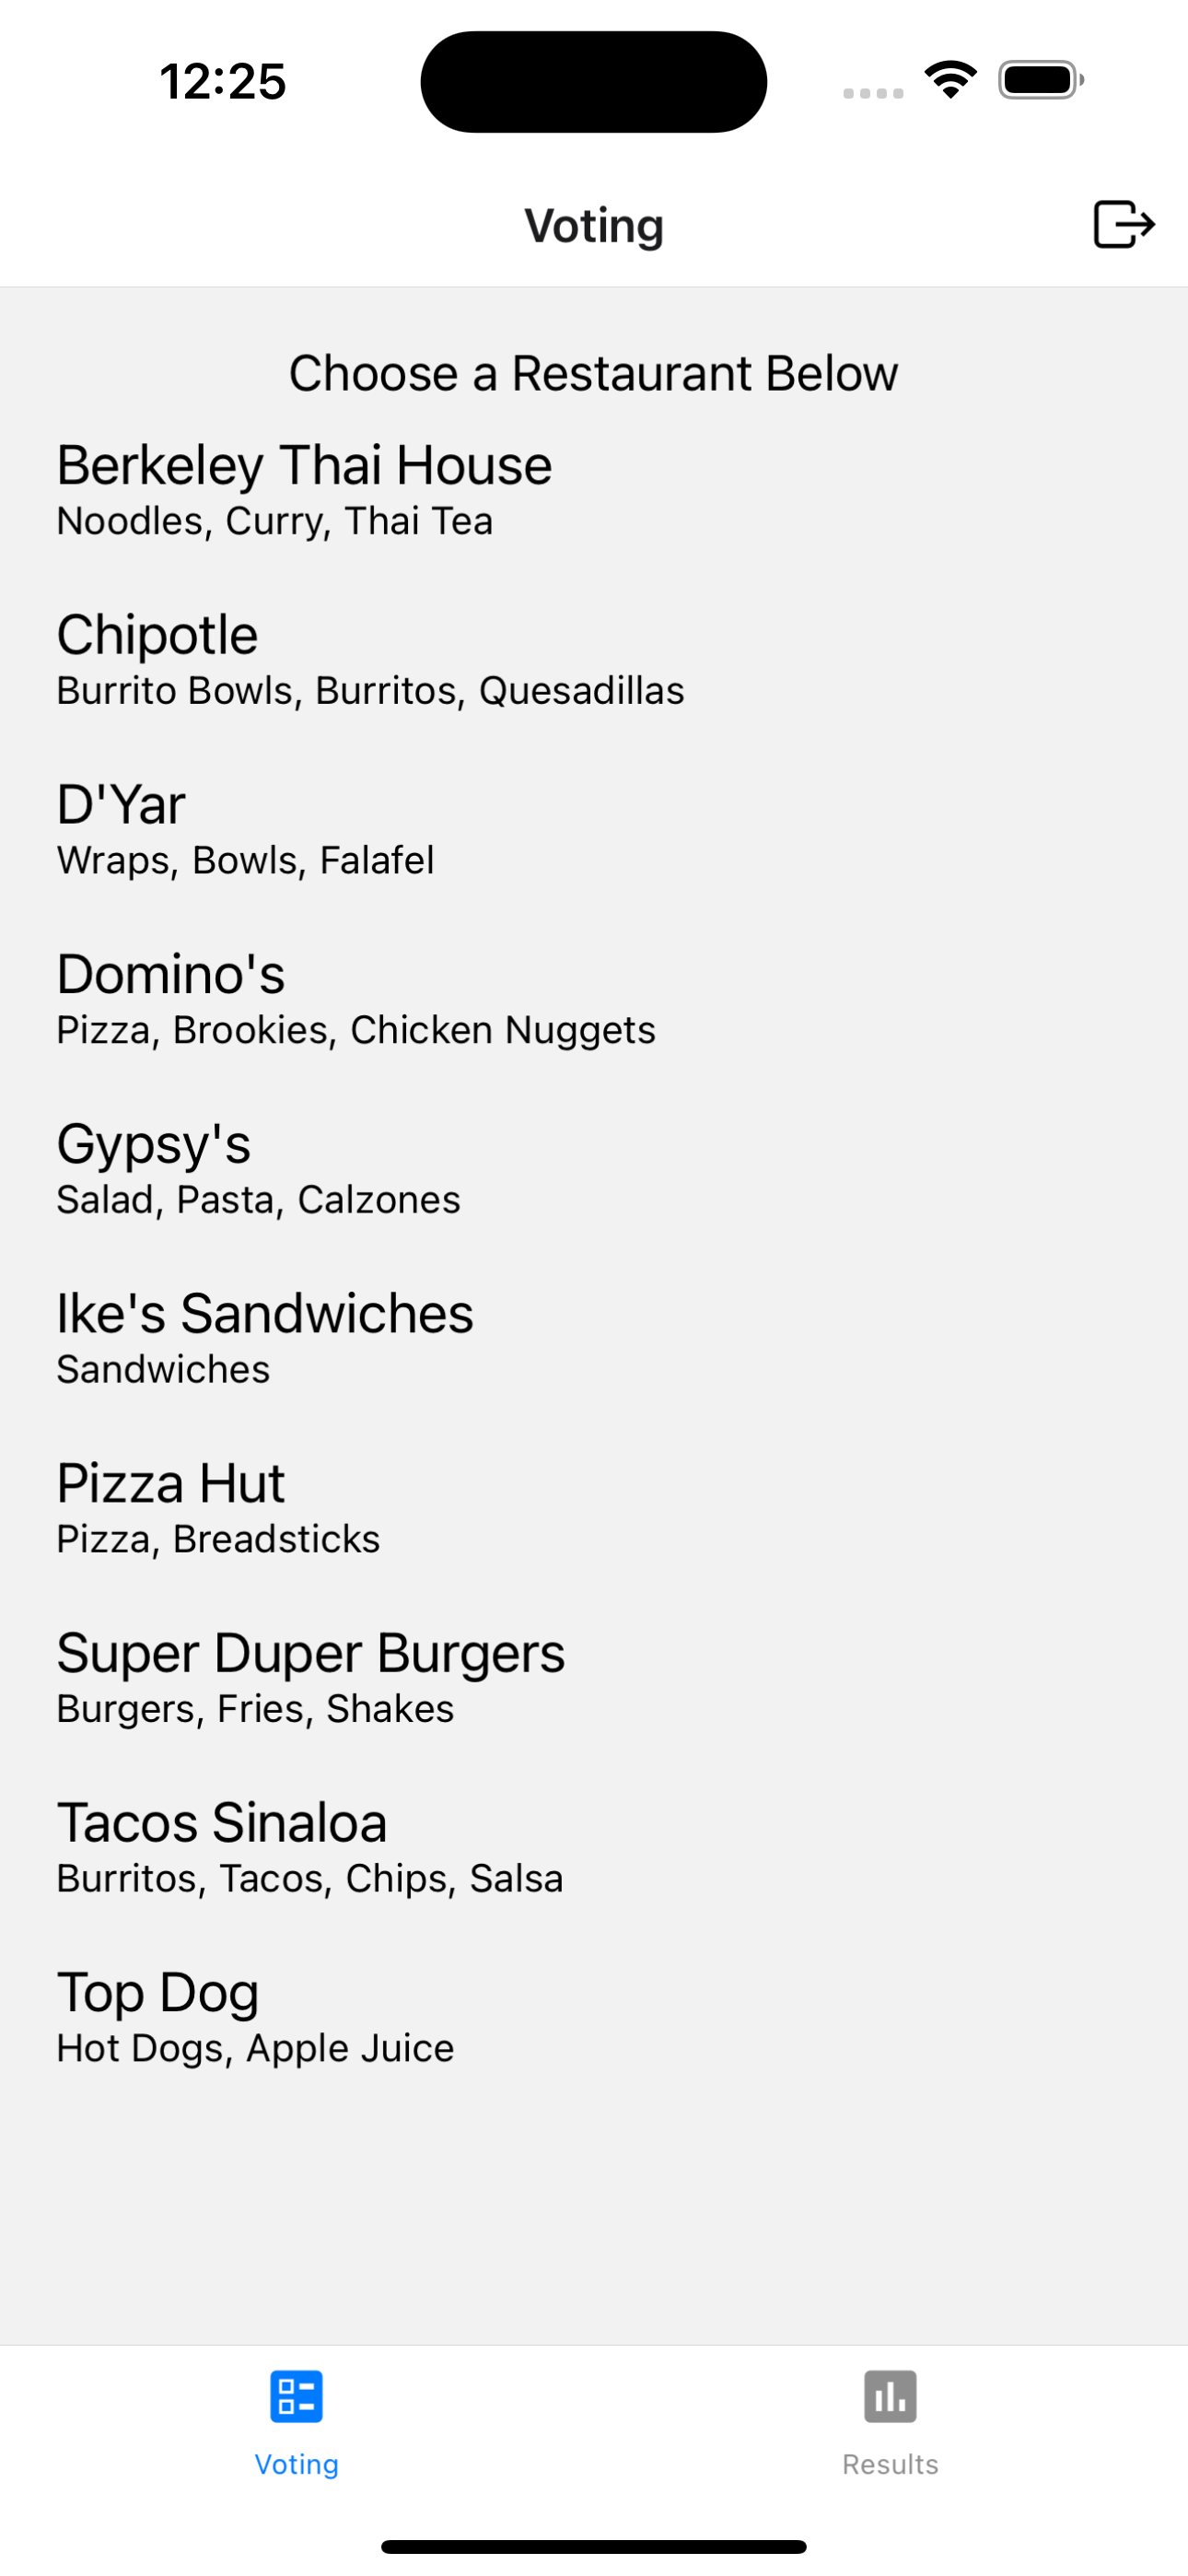 12:25
Voting
Choose a Restaurant Below
Berkeley Thai House
Noodles, Curry, Thai Tea
Chipotle
Burrito Bowls, Burritos, Quesadillas
D'Yar
Wraps, Bowls, Falafel
Domino's
Pizza, Brookies, Chicken Nuggets
Gypsy's
Salad, Pasta, Calzones
Ike's Sandwiches
Sandwiches
Pizza Hut
Pizza, Breadsticks
Super Duper Burgers
Burgers, Fries, Shakes
Tacos Sinaloa
Burritos, Tacos, Chips, Salsa
Top Dog
Hot Dogs, Apple Juice
Voting
Results